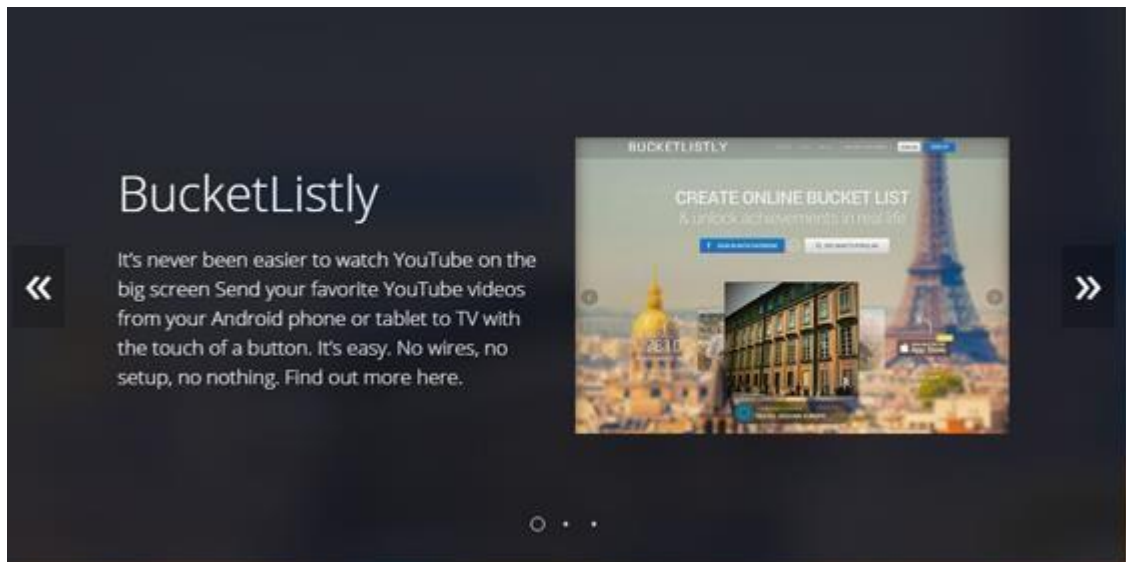 BucketListly
It's never been easier to watch YouTube on the
big screen Send your favorite YouTube videos
from your Android phone or tablet to TV with
the touch of a button. It's easy. No wires, no
setup, no nothing. Find out more here.
BUCKETLISTLY
CREATE ONLINE BUCKET LIST
& unlock achievements in real life
App Store